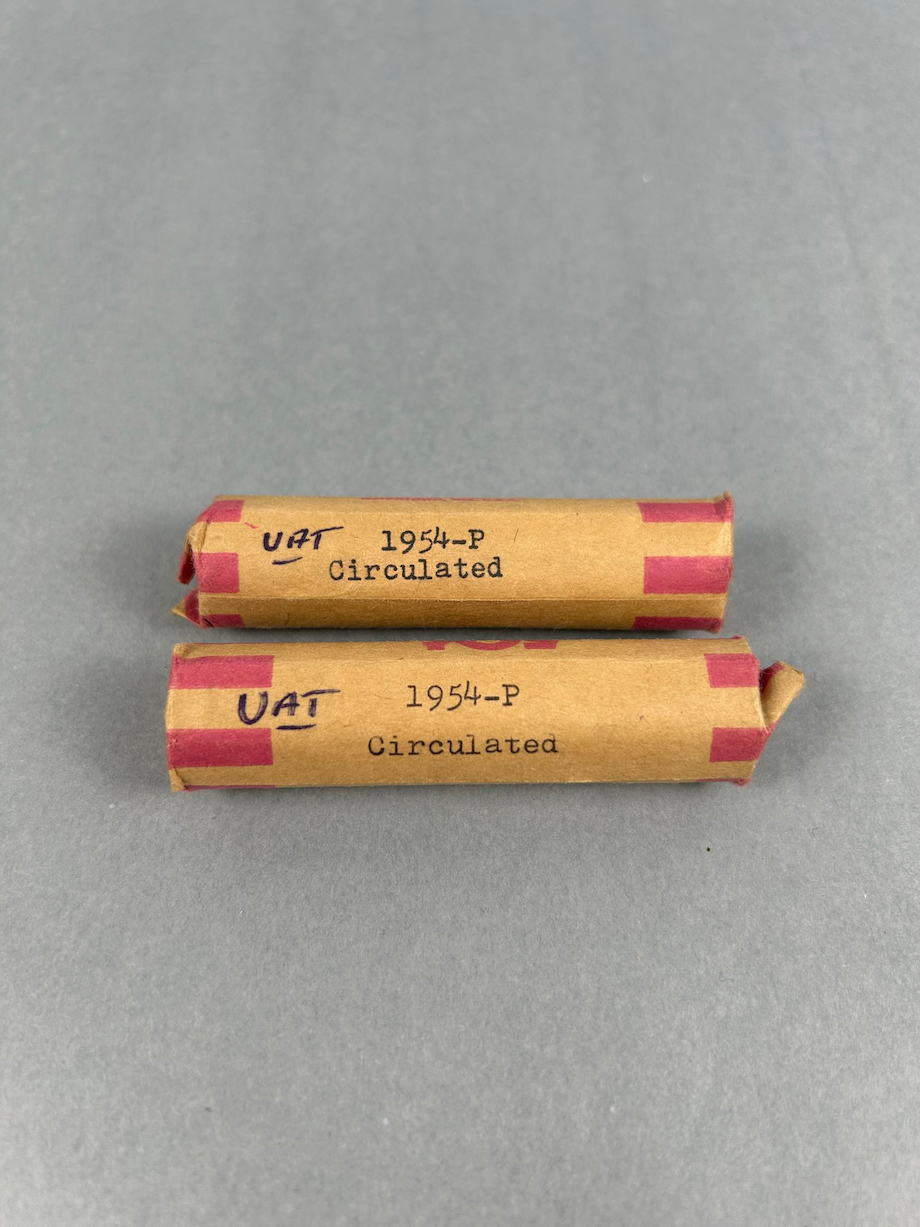 UAT
1954-P
Circulated
UAT
1954-P
Circulated